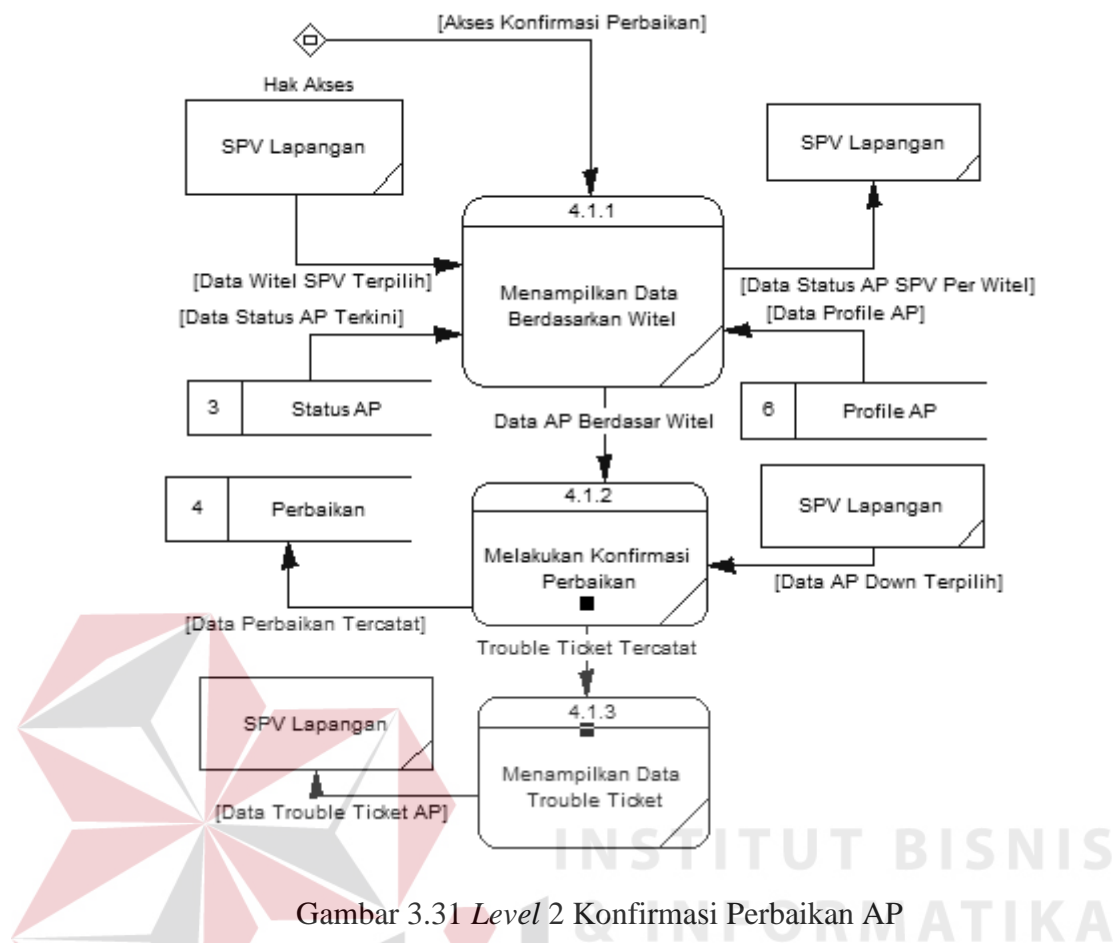 [Akses Konfirmasi Perbaikan]
Hak Akses
SPV Lapangan
SPV Lapangan
4.1.1
Menampilkan Data
Berdasarkan Witel
[Data Witel SPV Terpilih]
[Data Status AP SPV Per Witel]
[Data Status AP Terkini]
[Data Profile AP]
3
Status AP
6
Profile AP
Data AP Berdasar Witel
4
Perbaikan
4.1.2
Melakukan Konfirmasi
Perbaikan
SPV Lapangan
[Data AP Down Terpilih]
[Data Perbaikan Tercatat]
Trouble Ticket Tercatat
SPV Lapangan
4.1.3
Menampilkan Data
Trouble Ticket
[Data Trouble Ticket AP]
INSTITUT BISNIS
& INFORMATIKA
Gambar 3.31 Level 2 Konfirmasi Perbaikan AP